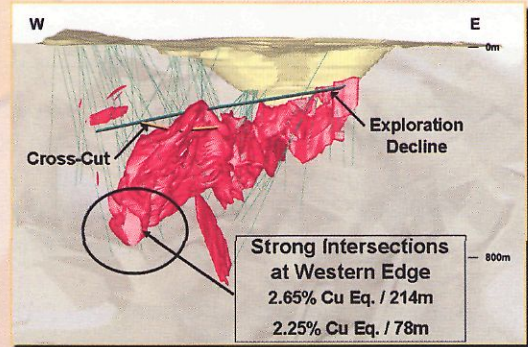 W
E
0m
Exploration
Decline
Cross-Cut
Strong Intersections
at Western Edge
2.65% Cu Eq. / 214m
2.25% Cu Eq. / 78m
800m